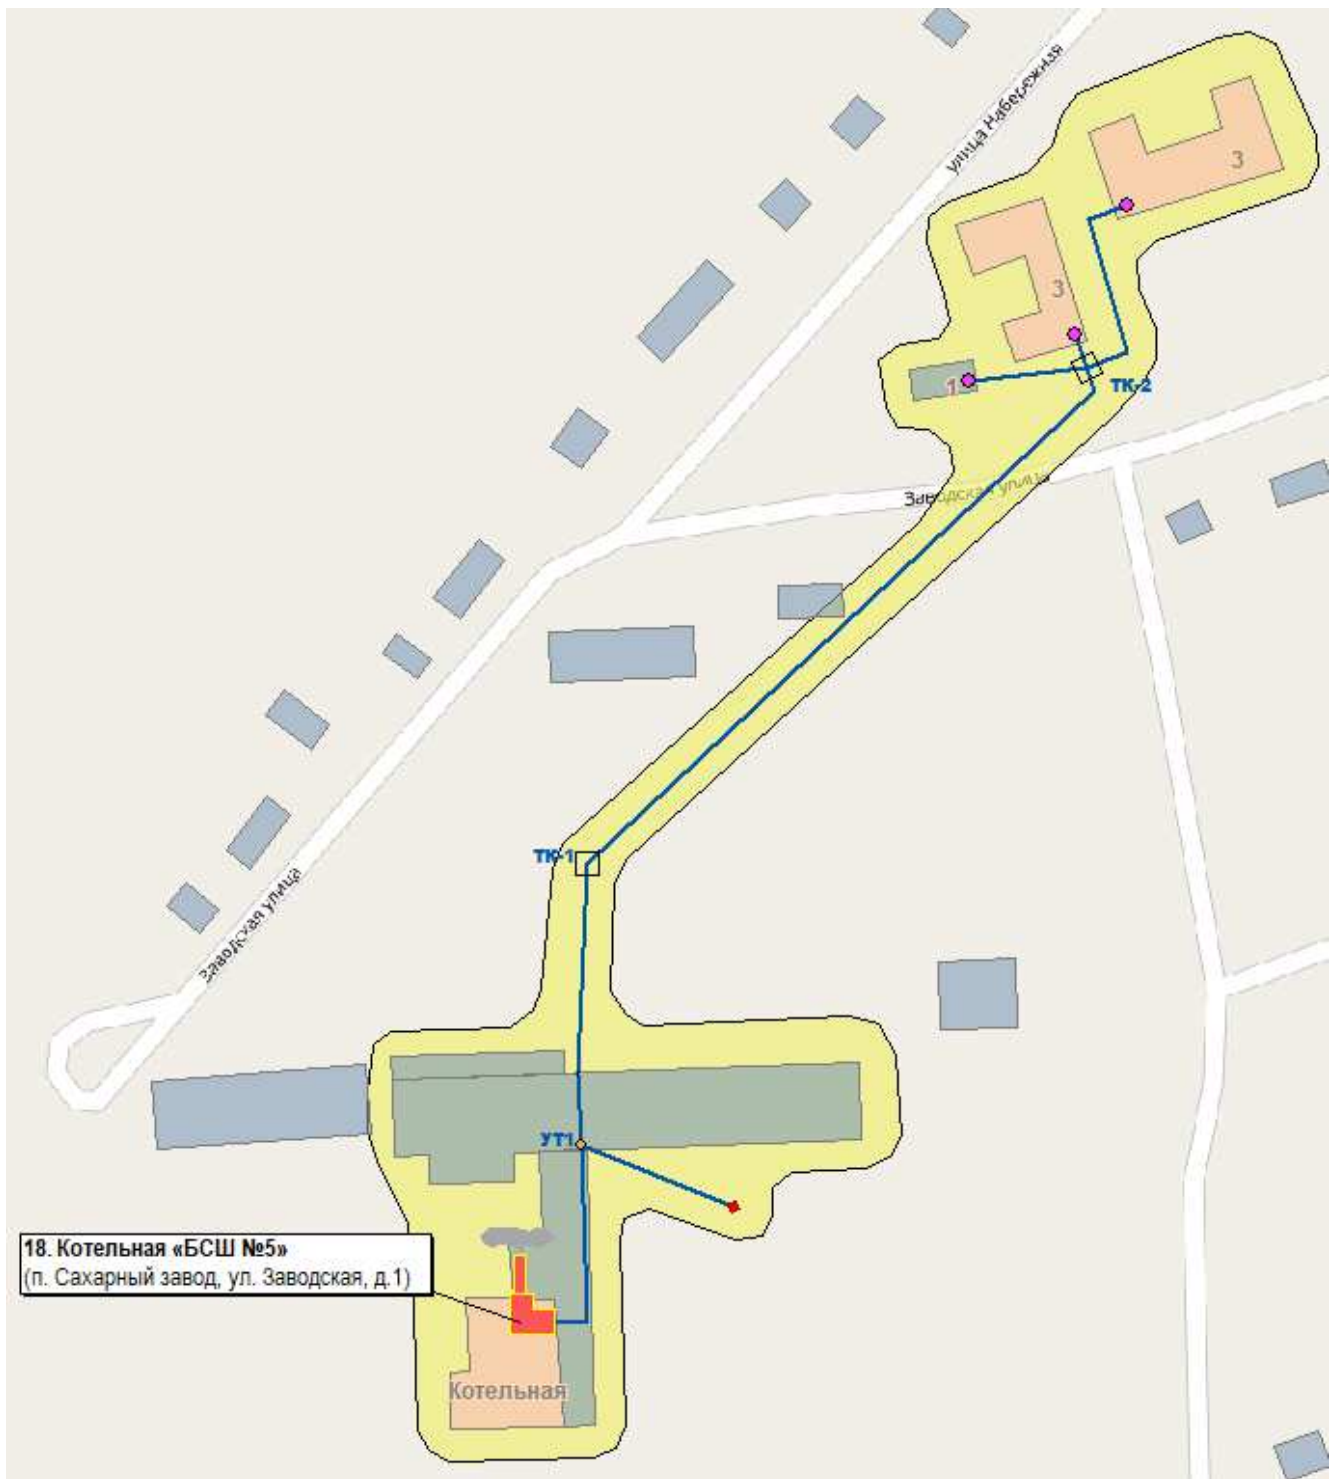 улица Набережная
3
3
1
ТК-2
Заводская улица
ТК-1
Заводская улица
УТ1
18. Котельная «БСШ №5»
(п. Сахарный завод, ул. Заводская, д.1)
Котельная